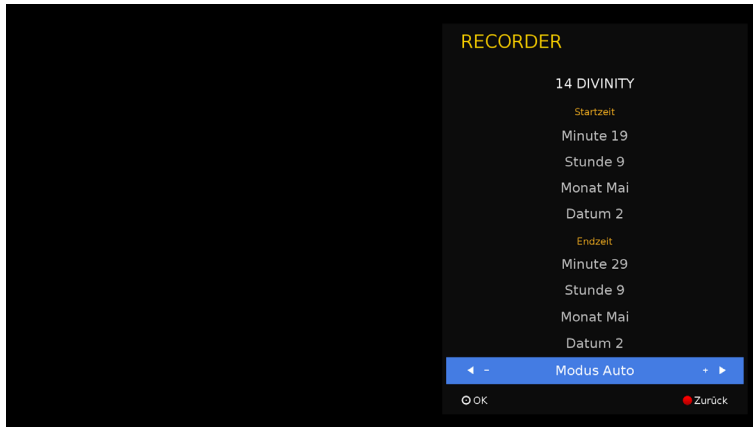 RECORDER
14 DIVINITY
Startzeit
Minute 19
Stunde 9
Monat Mai
Datum 2
Endzeit
Minute 29
Stunde 9
Monat Mai
Datum 2
- Modus Auto +
OK Zurück